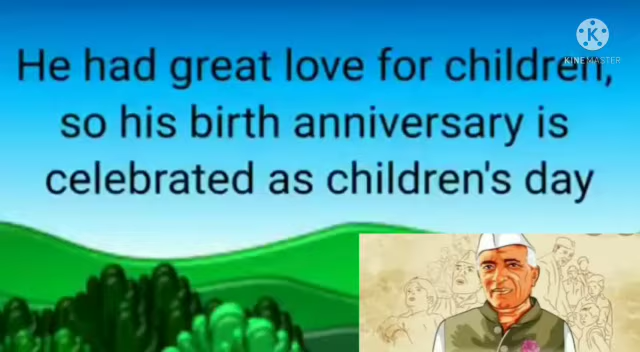 He had great love for children,
so his birth anniversary is
celebrated as children's day
K
KINEMASTER